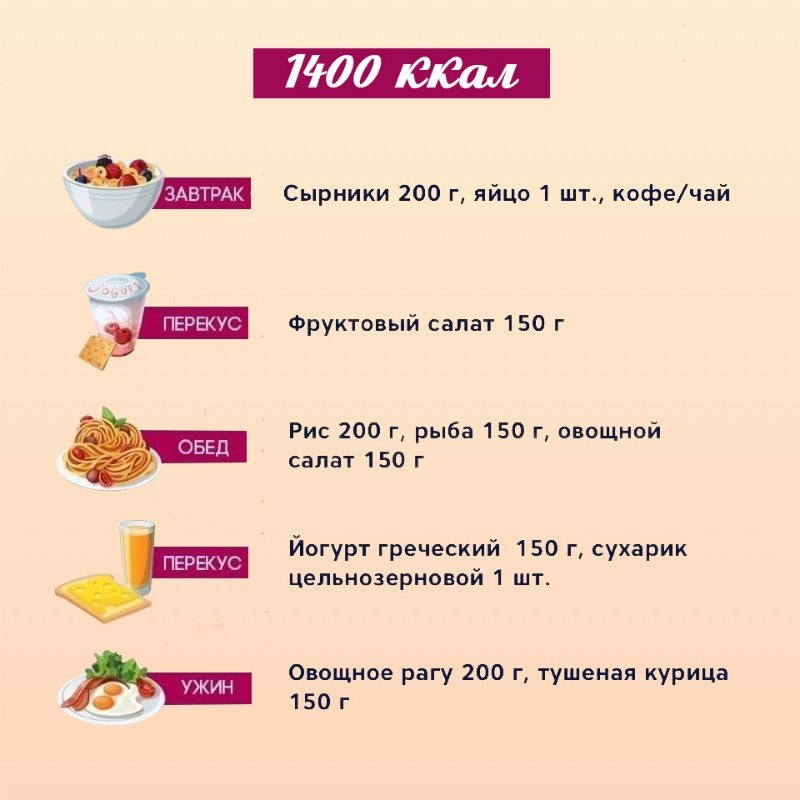 1400 ккал
ЗАВТРАК
Сырники 200 г, яйцо 1 шт., кофе/чай
JOGURT
ПЕРЕКУС
Фруктовый салат 150 г
ОБЕД
Рис 200 г, рыба 150 г, овощной
салат 150 г
ПЕРЕКУС
Йогурт греческий 150 г, сухарик
цельнозерновой 1 шт.
УЖИН
Овощное рагу 200 г, тушеная курица
150 г